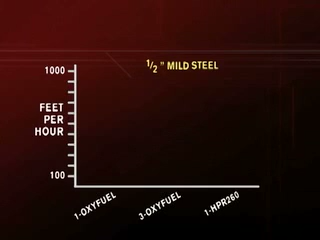 1/2" MILD STEEL
1000
FEET
PER
HOUR
100
1-OXYFUEL
3-OXYFUEL
1-HPR260